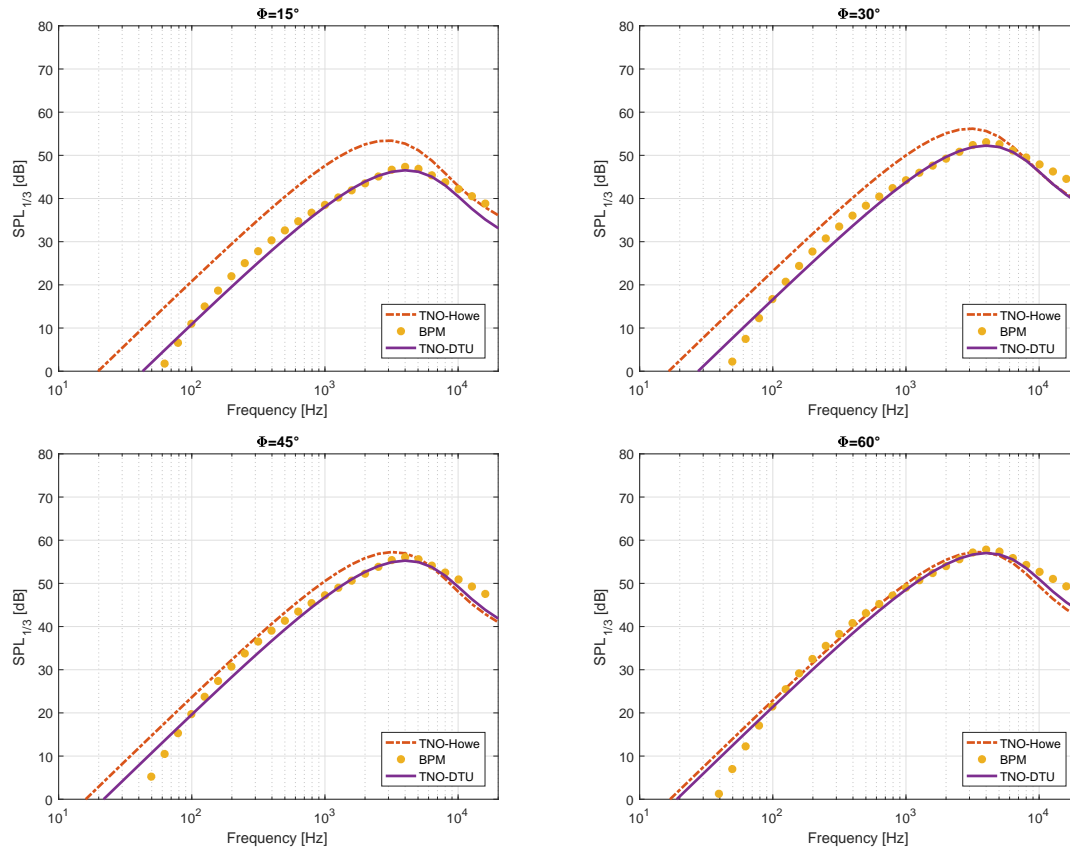 Φ=15°
80
70
60
50
40
30
20
10
0
SPL1/3 [dB]
TNO-Howe
BPM
TNO-DTU
10^1
10^2
10^3
10^4
Frequency [Hz]
Φ=30°
80
70
60
50
40
30
20
10
0
SPL1/3 [dB]
TNO-Howe
BPM
TNO-DTU
10^1
10^2
10^3
10^4
Frequency [Hz]
Φ=45°
80
70
60
50
40
30
20
10
0
SPL1/3 [dB]
TNO-Howe
BPM
TNO-DTU
10^1
10^2
10^3
10^4
Frequency [Hz]
Φ=60°
80
70
60
50
40
30
20
10
0
SPL1/3 [dB]
TNO-Howe
BPM
TNO-DTU
10^1
10^2
10^3
10^4
Frequency [Hz]